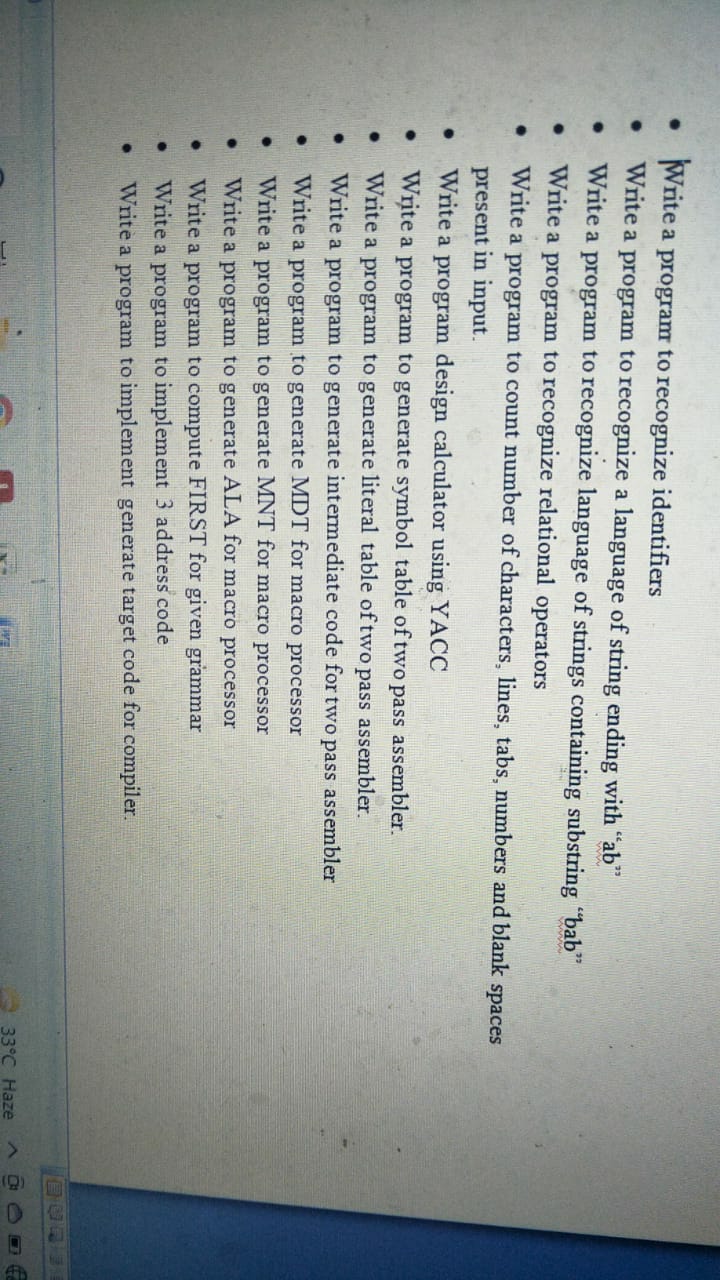 • Write a program to recognize identifiers
• Write a program to recognize a language of string ending with “ab”
• Write a program to recognize language of strings containing substring “bab”
• Write a program to recognize relational operators
• Write a program to count number of characters, lines, tabs, numbers and blank spaces
present in input.
• Write a program design calculator using YACC
• Write a program to generate symbol table of two pass assembler.
• Write a program to generate literal table of two pass assembler.
• Write a program to generate intermediate code for two pass assembler
• Write a program to generate MDT for macro processor
• Write a program to generate MNT for macro processor
• Write a program to generate ALA for macro processor
• Write a program to compute FIRST for given grammar
• Write a program to implement 3 address code
• Write a program to implement generate target code for compiler.
33°C Haze